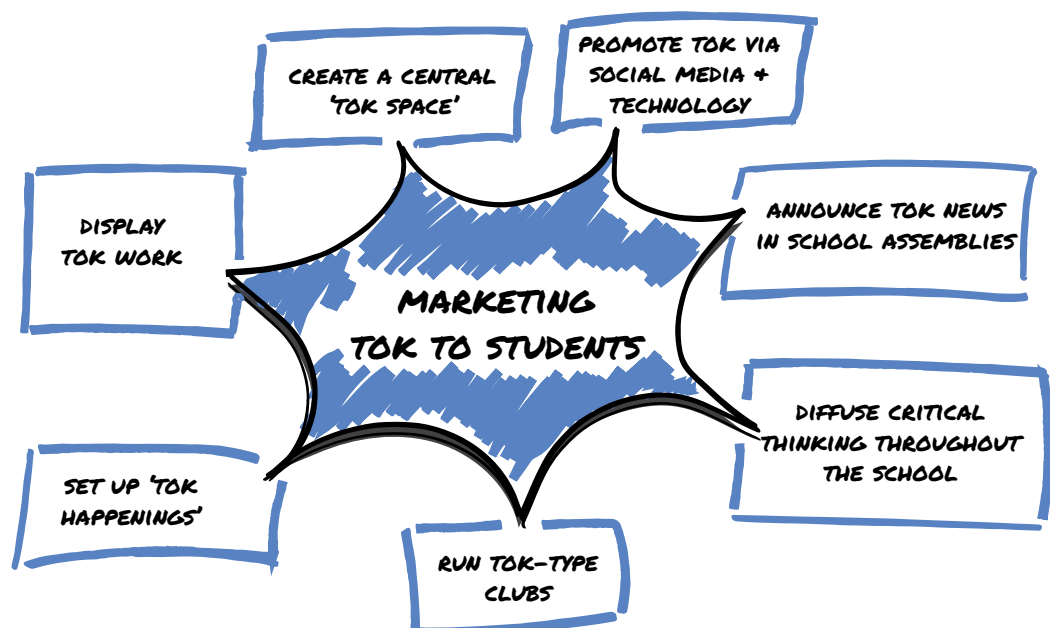 CREATE A CENTRAL
'TOK SPACE'
PROMOTE TOK VIA
SOCIAL MEDIA +
TECHNOLOGY
DISPLAY
TOK WORK
ANNOUNCE TOK NEWS
IN SCHOOL ASSEMBLIES
MARKETING
TOK TO STUDENTS
DIFFUSE CRITICAL
THINKING THROUGHOUT
THE SCHOOL
SET UP 'TOK
HAPPENINGS'
RUN TOK-TYPE
CLUBS